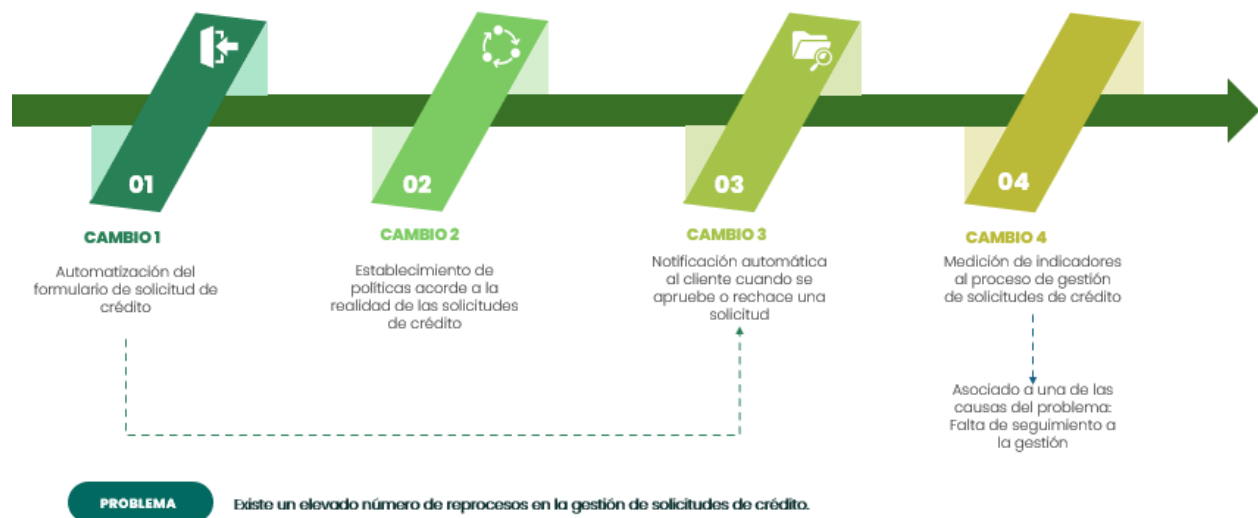 01
CAMBIO 1
Automatización del
formulario de solicitud de
crédito
02
CAMBIO 2
Establecimiento de
políticas acorde a la
realidad de las solicitudes
de crédito
03
CAMBIO 3
Notificación automática
al cliente cuando se
apruebe o rechace una
solicitud
04
CAMBIO 4
Medición de indicadores
al proceso de gestión
de solicitudes de crédito
Asociado a una de las
causas del problema:
Falta de seguimiento a
la gestión
PROBLEMA
Existe un elevado número de reprocesos en la gestión de solicitudes de crédito.